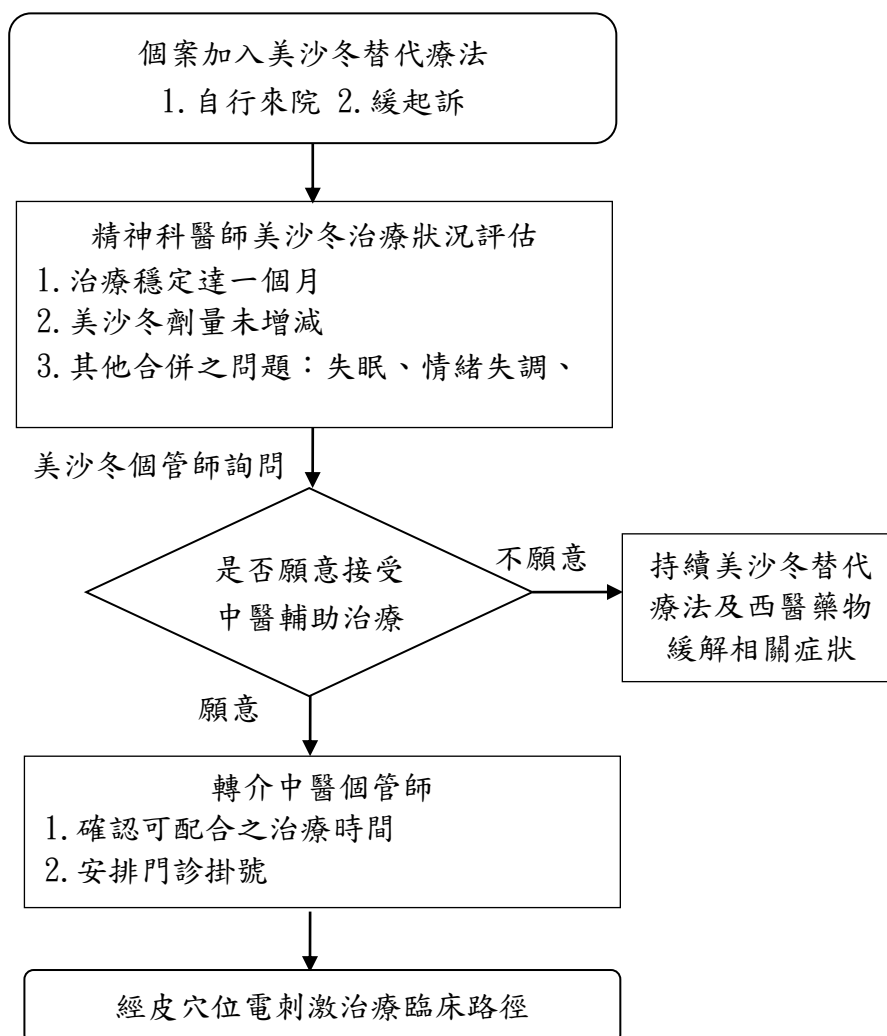 個案加入美沙冬替代療法
1.自行來院 2.緩起訴
精神科醫師美沙冬治療狀況評估
1.治療穩定達一個月
2.美沙冬劑量未增減
3.其他合併之問題：失眠、情緒失調、
美沙冬個管師詢問
是否願意接受
中醫輔助治療
不願意
持續美沙冬替代
療法及西醫藥物
緩解相關症狀
願意
轉介中醫個管師
1.確認可配合之治療時間
2.安排門診掛號
經皮穴位電刺激治療臨床路徑